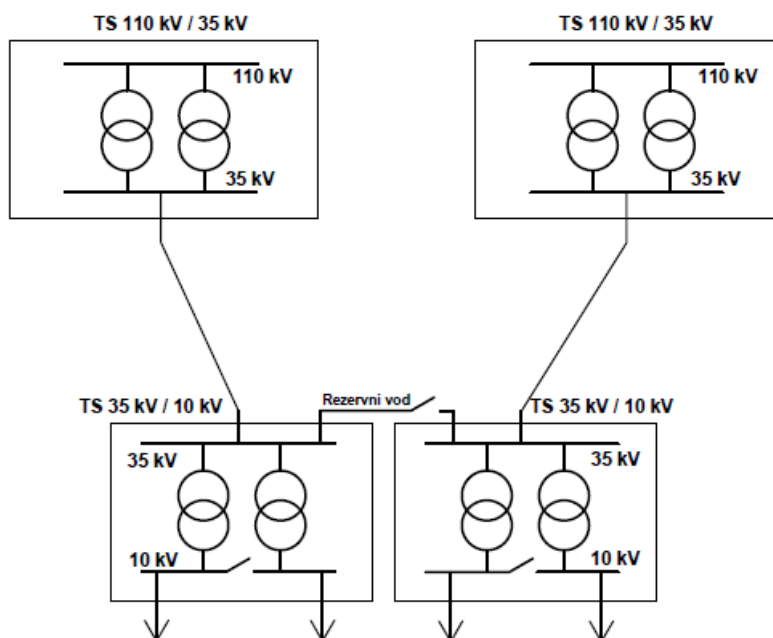 TS 110 kV / 35 kV
TS 110 kV / 35 kV
110 kV
110 kV
35 kV
35 kV
Rezervni vod
TS 35 kV / 10 kV
TS 35 kV / 10 kV
35 kV
35 kV
10 kV
10 kV